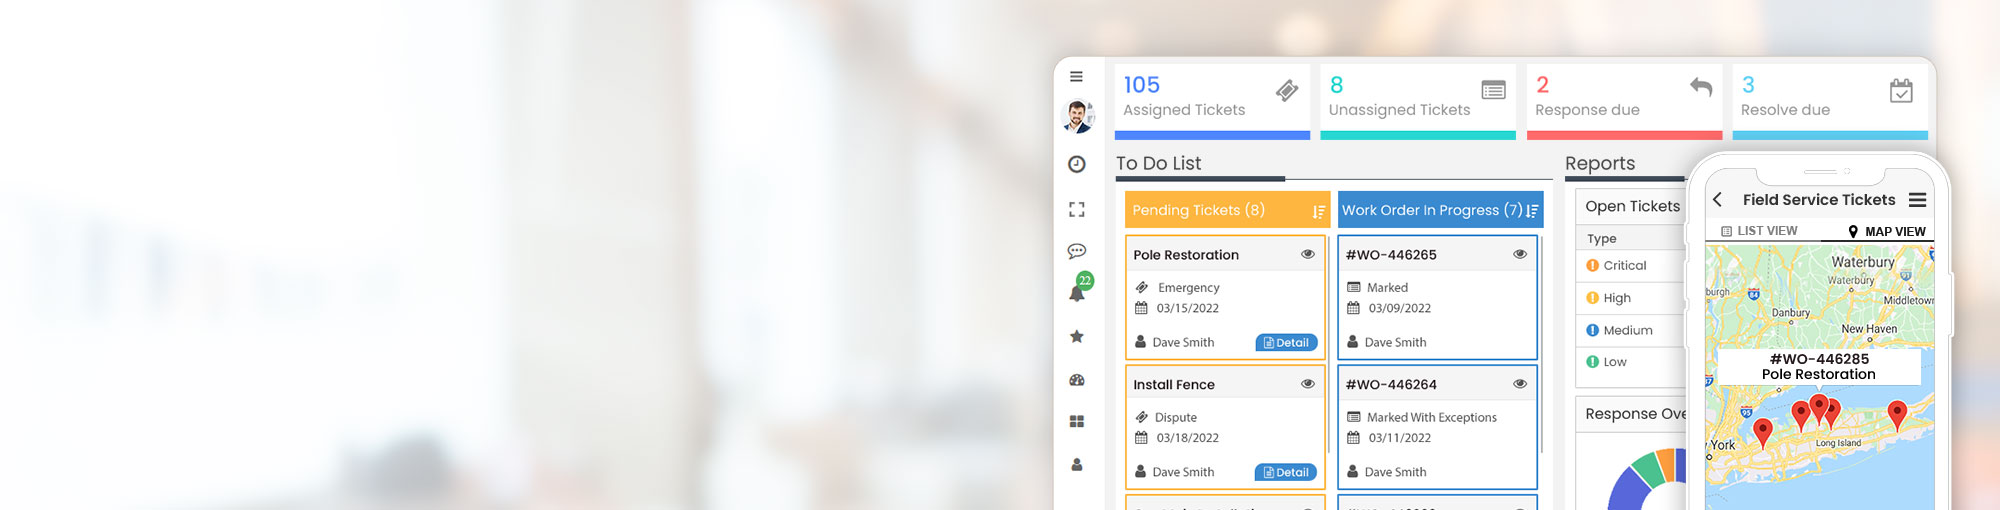 105
Assigned Tickets
8
Unassigned Tickets
2
Response due
3
Resolve due
22
To Do List
Pending Tickets (8)
Pole Restoration
Emergency
03/15/2022
Dave Smith
Detail
Install Fence
Dispute
03/18/2022
Dave Smith
Detail
Work Order In Progress (7)
#WO-446265
Marked
03/09/2022
Dave Smith
#WO-446264
Marked With Exceptions
03/11/2022
Dave Smith
Reports
Open Tickets
Type
Critical
High
Medium
Low
Response Ove
Field Service Tickets
LIST VIEW
MAP VIEW
Waterbury
Waterbury
burgh
84
91
Middletown
Danbury
New Haven
#WO-446285
Pole Restoration
95
York
Long Island